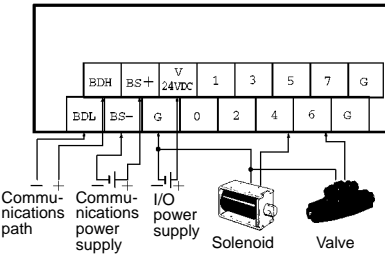 BDH BS+ V 24VDC 1 3 5 7 G
BDL BS- G 0 2 4 6 G
− + − + − +
Commu-
nications
path
Commu-
nications
power
supply
I/O
power
supply
Solenoid
Valve